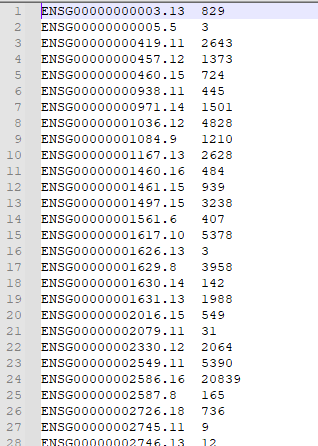 1 ENSG00000000003.13 829
2 ENSG00000000005.5 3
3 ENSG00000000419.11 2643
4 ENSG00000000457.12 1373
5 ENSG00000000460.15 724
6 ENSG00000000938.11 445
7 ENSG00000000971.14 1501
8 ENSG00000001036.12 4828
9 ENSG00000001084.9 1210
10 ENSG00000001167.13 2628
11 ENSG00000001460.16 484
12 ENSG00000001461.15 939
13 ENSG00000001497.15 3238
14 ENSG00000001561.6 407
15 ENSG00000001617.10 5378
16 ENSG00000001626.13 3
17 ENSG00000001629.8 3958
18 ENSG00000001630.14 142
19 ENSG00000001631.13 1988
20 ENSG00000002016.15 549
21 ENSG00000002079.11 31
22 ENSG00000002330.12 2064
23 ENSG00000002549.11 5390
24 ENSG00000002586.16 20839
25 ENSG00000002587.8 165
26 ENSG00000002726.18 736
27 ENSG00000002745.11 9
28 ENSG00000002746.13 12